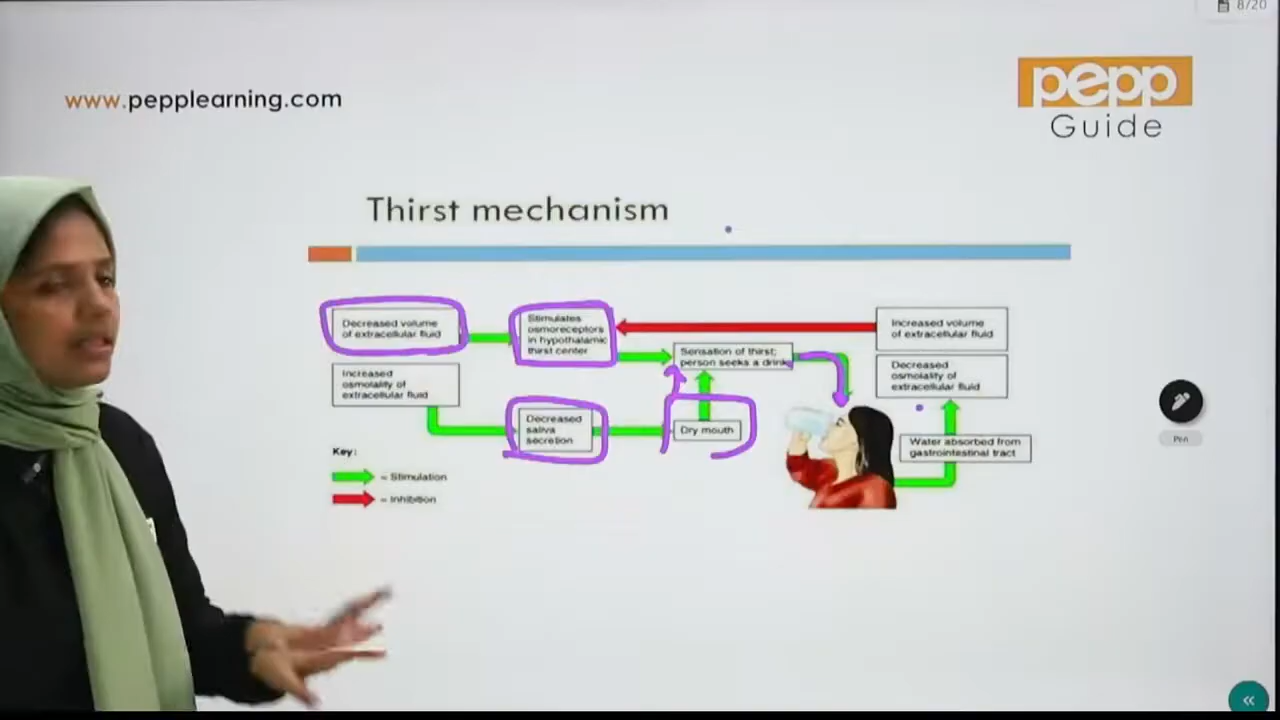 8/20
www.pepplearning.com
pepp
Guide
Thirst mechanism
Decreased volume
of extracellular fluid
Stimulates
osmoreceptors
in hypothalamic
thirst center
Increased volume
of extracellular fluid
Sensation of thirst;
person seeks a drink
Increased
osmolality of
extracellular fluid
Decreased
osmolality of
extracellular fluid
Decreased
saliva
secretion
Dry mouth
Water absorbed from
gastrointestinal tract
Key:
= Stimulation
= Inhibition
Pen
«